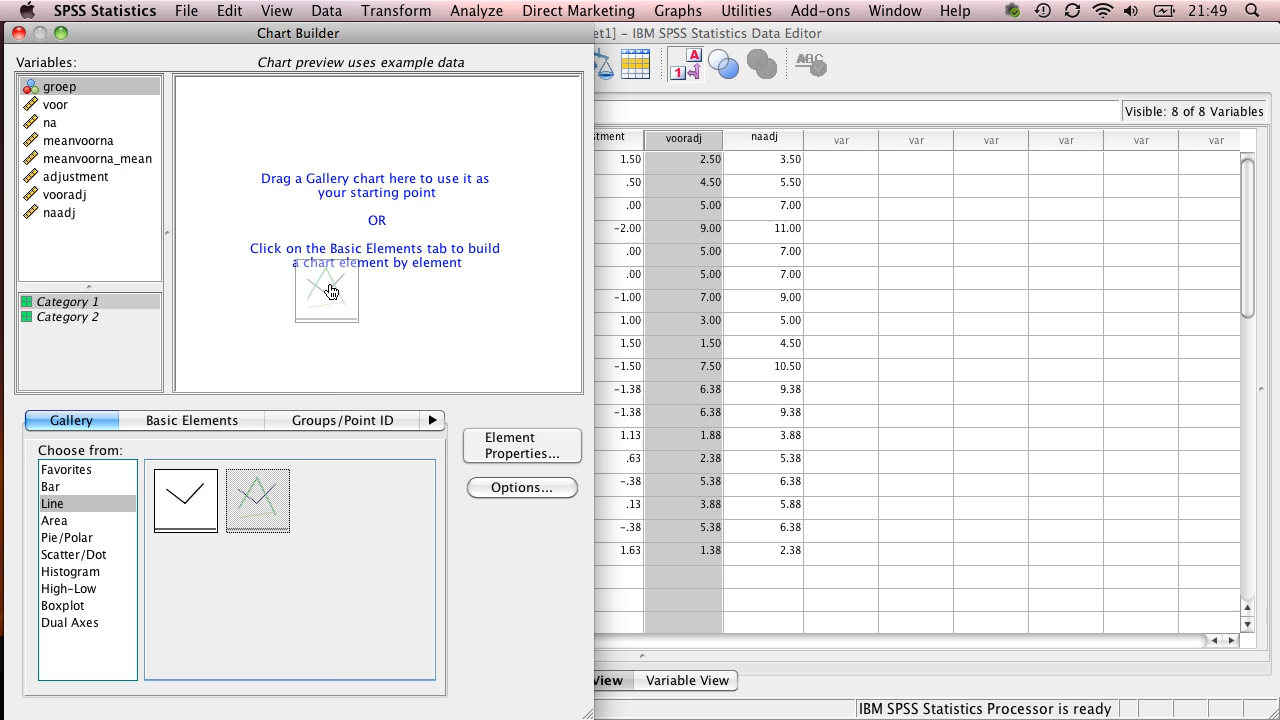 SPSS Statistics File Edit View Data Transform Analyze Direct Marketing Graphs Utilities Add-ons Window Help 21:49
Chart Builder
et1] – IBM SPSS Statistics Data Editor
Variables:
Chart preview uses example data
groep
voor
na
meanvoorna
meanvoorna_mean
adjustment
vooradj
naadj
Category 1
Category 2
Drag a Gallery chart here to use it as
your starting point
OR
Click on the Basic Elements tab to build
a chart element by element
Gallery Basic Elements Groups/Point ID
Choose from:
Favorites
Bar
Line
Area
Pie/Polar
Scatter/Dot
Histogram
High-Low
Boxplot
Dual Axes
Element
Properties...
Options...
A
1
ABC
Visible: 8 of 8 Variables
stment vooradj naadj var var var var var var
1.50 2.50 3.50
.50 4.50 5.50
.00 5.00 7.00
-2.00 9.00 11.00
.00 5.00 7.00
.00 5.00 7.00
-1.00 7.00 9.00
1.00 3.00 5.00
1.50 1.50 4.50
-1.50 7.50 10.50
-1.38 6.38 9.38
-1.38 6.38 9.38
1.13 1.88 3.88
.63 2.38 5.38
-.38 5.38 6.38
.13 3.88 5.88
-.38 5.38 6.38
1.63 1.38 2.38
View Variable View
IBM SPSS Statistics Processor is ready